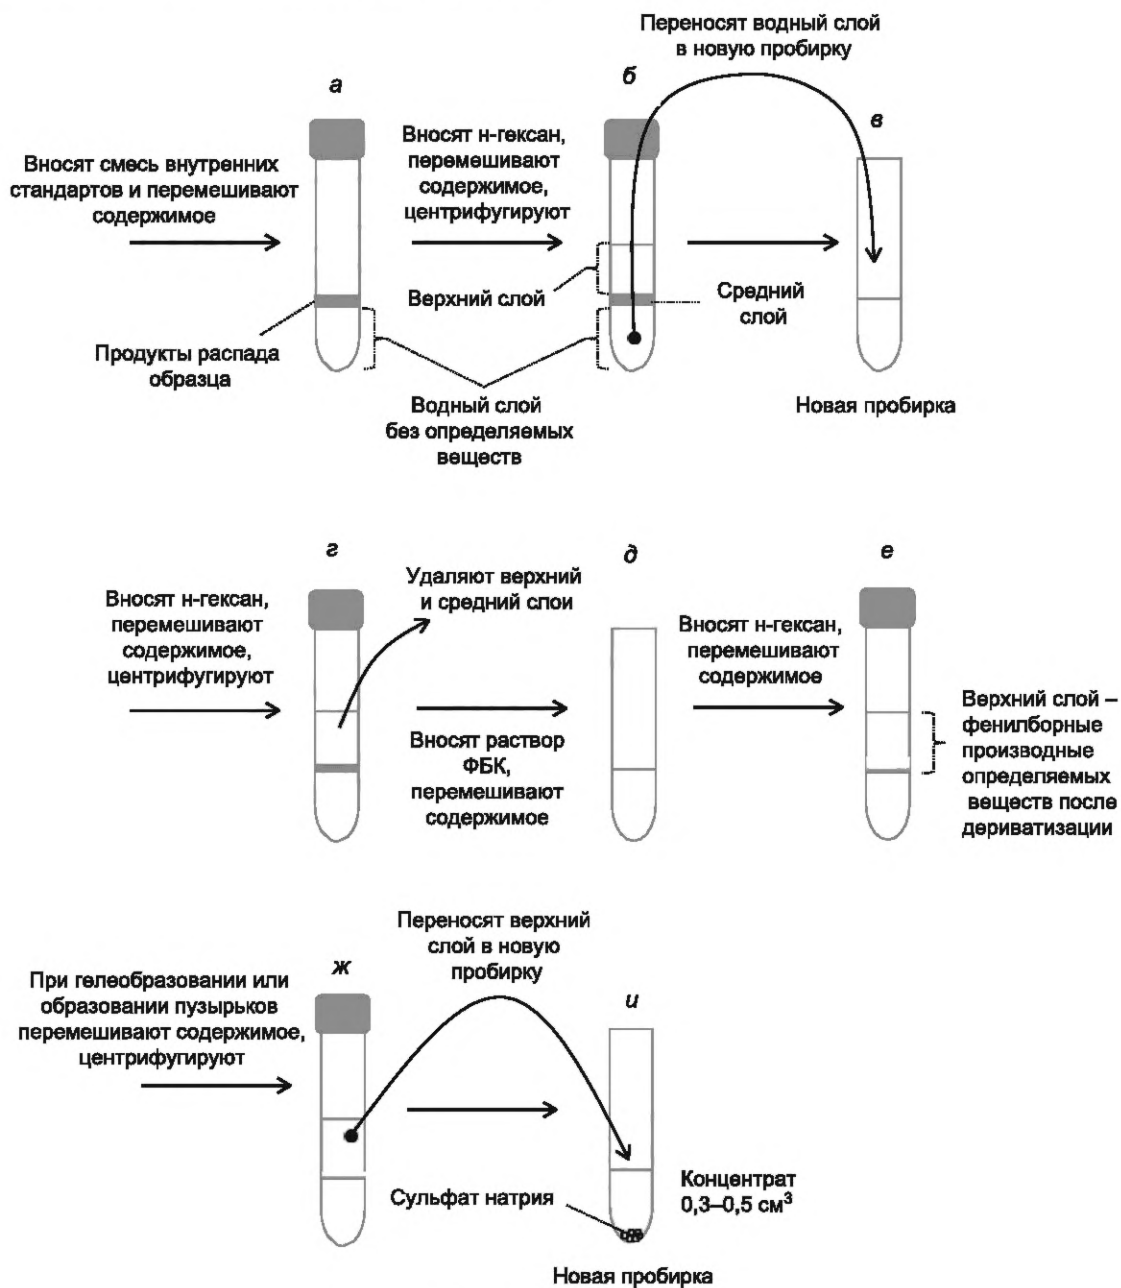 Переносят водный слой
в новую пробирку
а
б
в
Вносят смесь внутренних
стандартов и перемешивают
содержимое
Вносят н-гексан,
перемешивают
содержимое,
центрифугируют
Верхний слой
Средний
слой
Продукты распада
образца
Водный слой
без определяемых
веществ
Новая пробирка
г
д
е
Вносят н-гексан,
перемешивают
содержимое,
центрифугируют
Удаляют верхний
и средний слои
Вносят раствор
ФБК,
перемешивают
содержимое
Вносят н-гексан,
перемешивают
содержимое
Верхний слой –
фенилборные
производные
определяемых
веществ после
дериватизации
Переносят верхний
слой в новую
пробирку
ж
и
При гелеобразовании или
образовании пузырьков
перемешивают содержимое,
центрифугируют
Сульфат натрия
Концентрат
0,3–0,5 см³
Новая пробирка